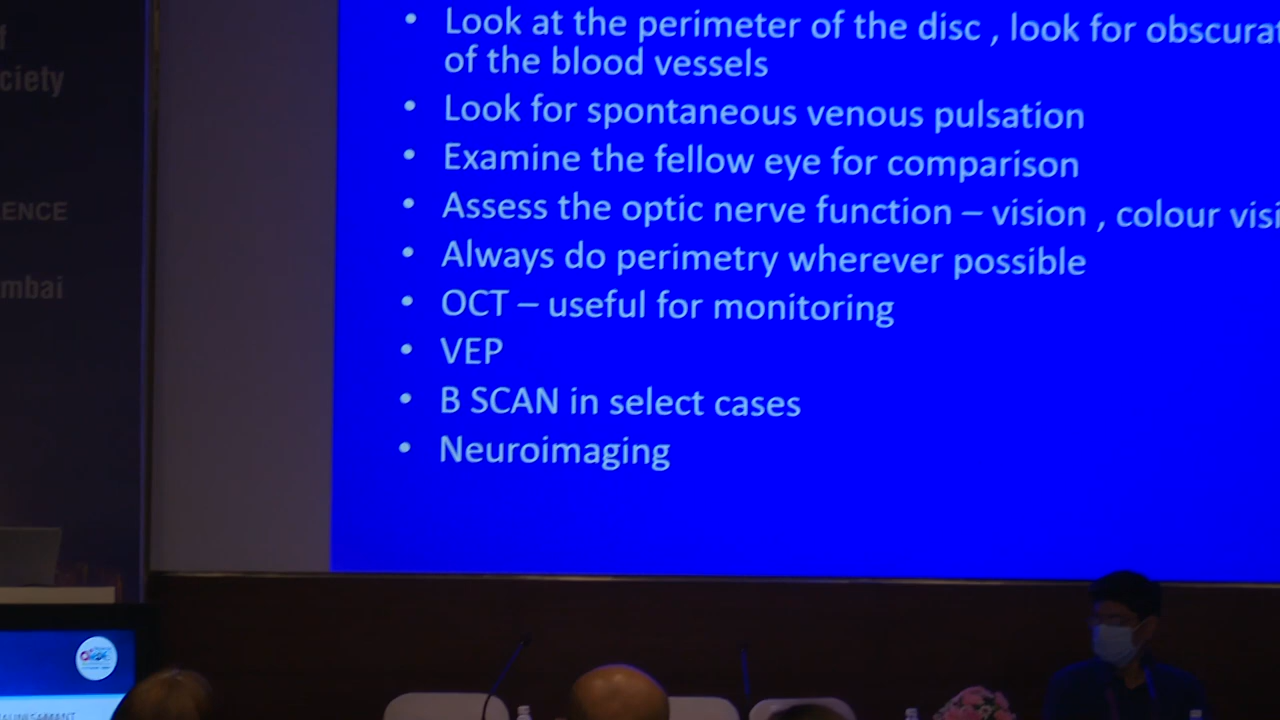 ciety
ENCE
mbai
• Look at the perimeter of the disc , look for obscurat
of the blood vessels
• Look for spontaneous venous pulsation
• Examine the fellow eye for comparison
• Assess the optic nerve function – vision , colour visi
• Always do perimetry wherever possible
• OCT – useful for monitoring
• VEP
• B SCAN in select cases
• Neuroimaging